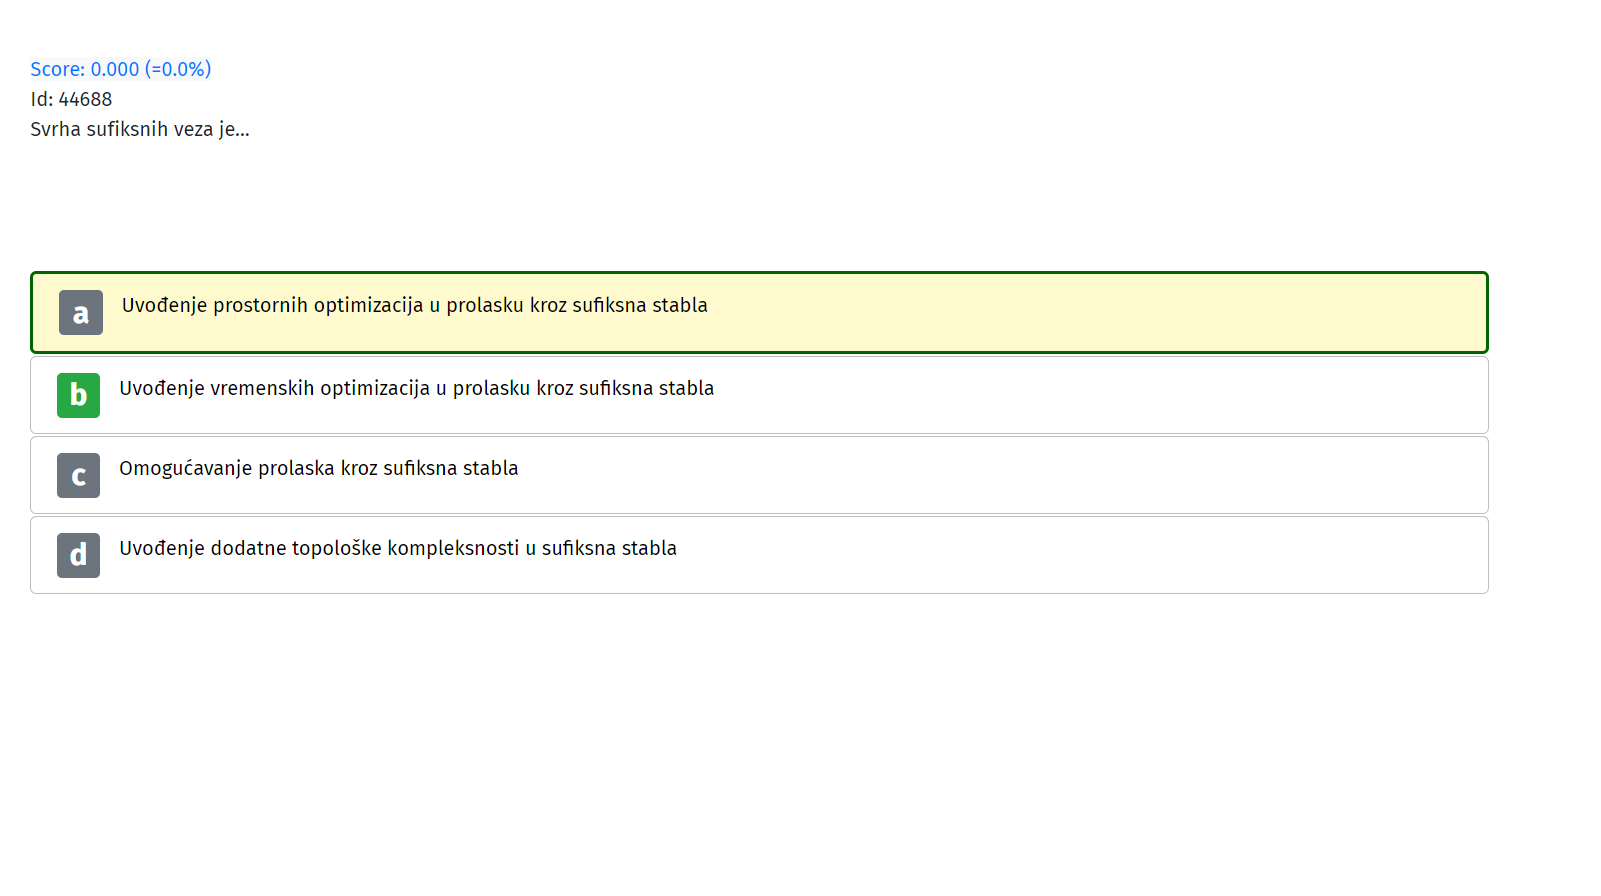 Score: 0.000 (=0.0%)
Id: 44688
Svrha sufiksnih veza je...
a Uvođenje prostornih optimizacija u prolasku kroz sufiksna stabla
b Uvođenje vremenskih optimizacija u prolasku kroz sufiksna stabla
c Omogućavanje prolaska kroz sufiksna stabla
d Uvođenje dodatne topološke kompleksnosti u sufiksna stabla